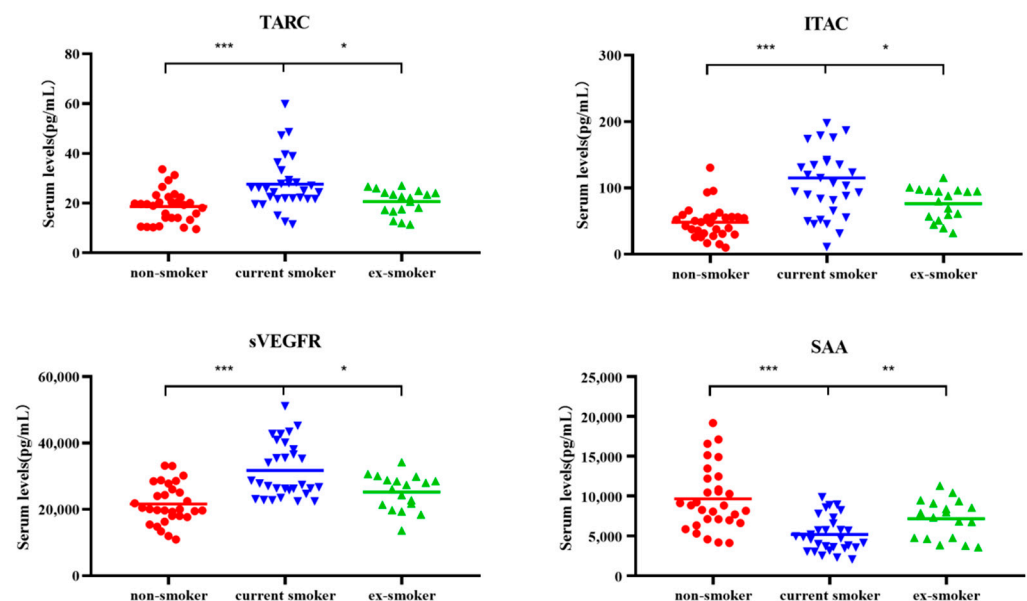 TARC
Serum levels(pg/mL)
80
60
40
20
0
***
*
non-smoker current smoker ex-smoker
ITAC
Serum levels(pg/mL)
300
200
100
0
***
*
non-smoker current smoker ex-smoker
sVEGFR
Serum levels(pg/mL)
60,000
40,000
20,000
0
***
*
non-smoker current smoker ex-smoker
SAA
Serum levels(pg/mL)
25,000
20,000
15,000
10,000
5,000
0
***
**
non-smoker current smoker ex-smoker